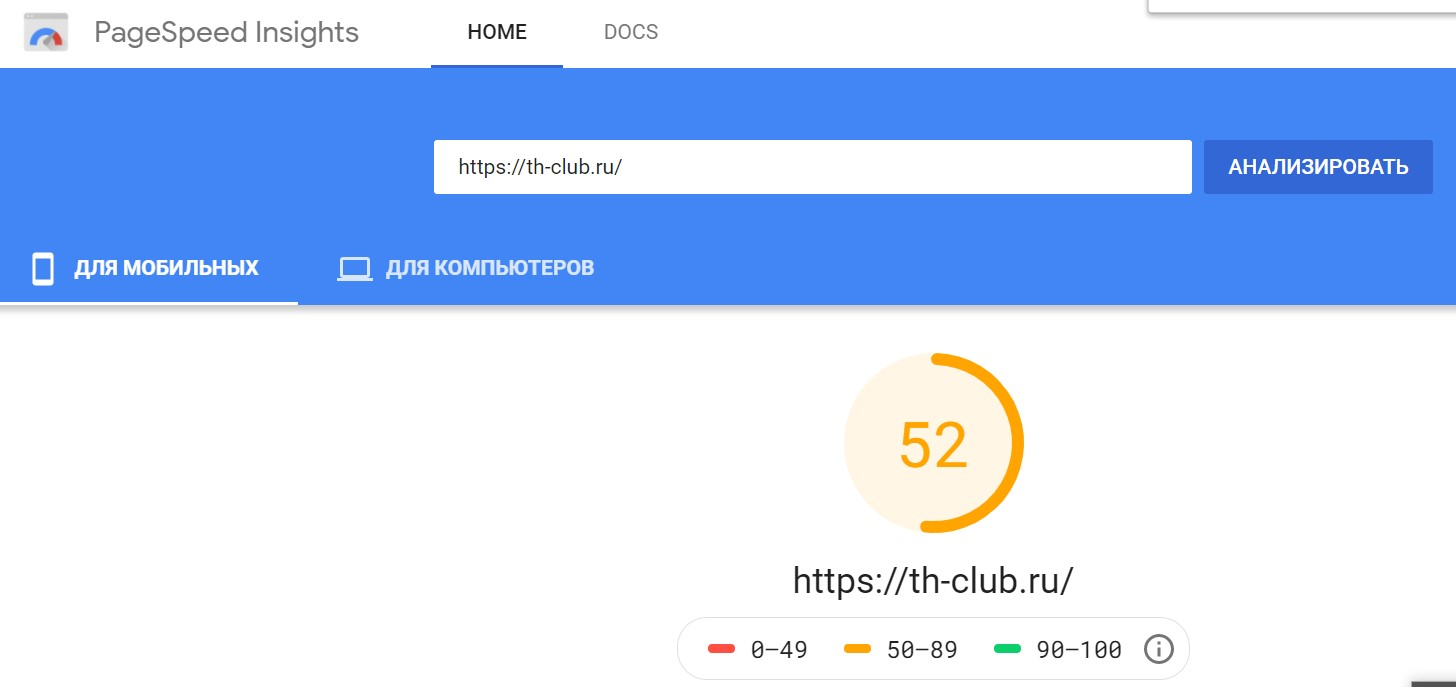 PageSpeed Insights HOME DOCS
https://th-club.ru/ АНАЛИЗИРОВАТЬ
ДЛЯ МОБИЛЬНЫХ ДЛЯ КОМПЬЮТЕРОВ
52
https://th-club.ru/
0–49 50–89 90–100